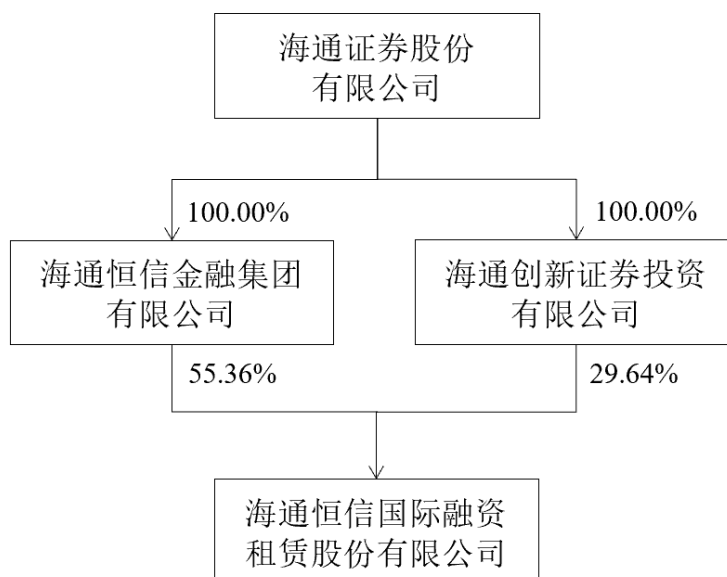 海通证券股份
有限公司
100.00%
100.00%
海通恒信金融集团
有限公司
海通创新证券投资
有限公司
55.36%
29.64%
海通恒信国际融资
租赁股份有限公司